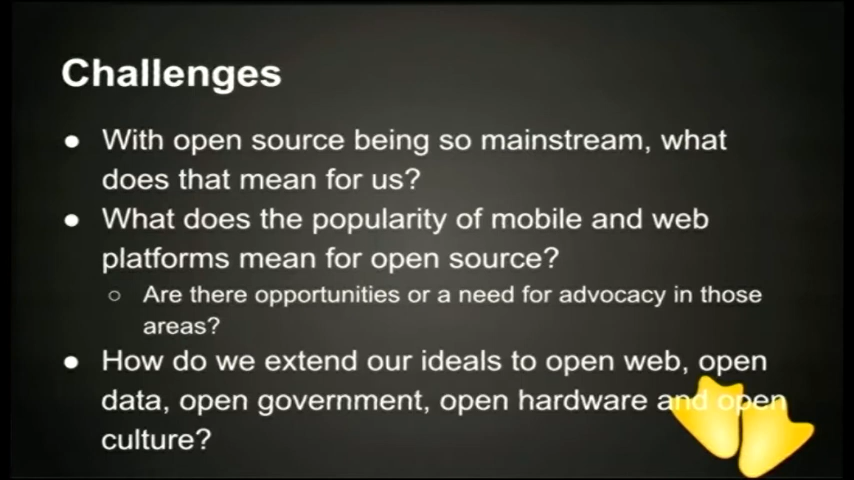 Challenges
● With open source being so mainstream, what
does that mean for us?
● What does the popularity of mobile and web
platforms mean for open source?
○ Are there opportunities or a need for advocacy in those
areas?
● How do we extend our ideals to open web, open
data, open government, open hardware and open
culture?